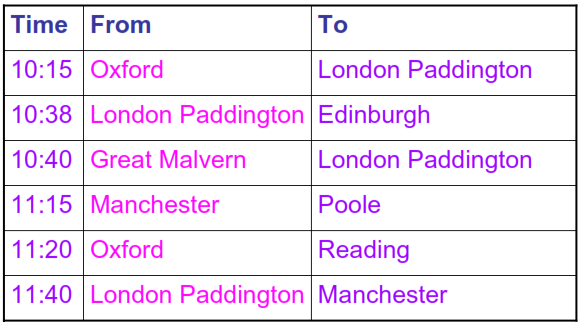 Time From To
10:15 Oxford London Paddington
10:38 London Paddington Edinburgh
10:40 Great Malvern London Paddington
11:15 Manchester Poole
11:20 Oxford Reading
11:40 London Paddington Manchester